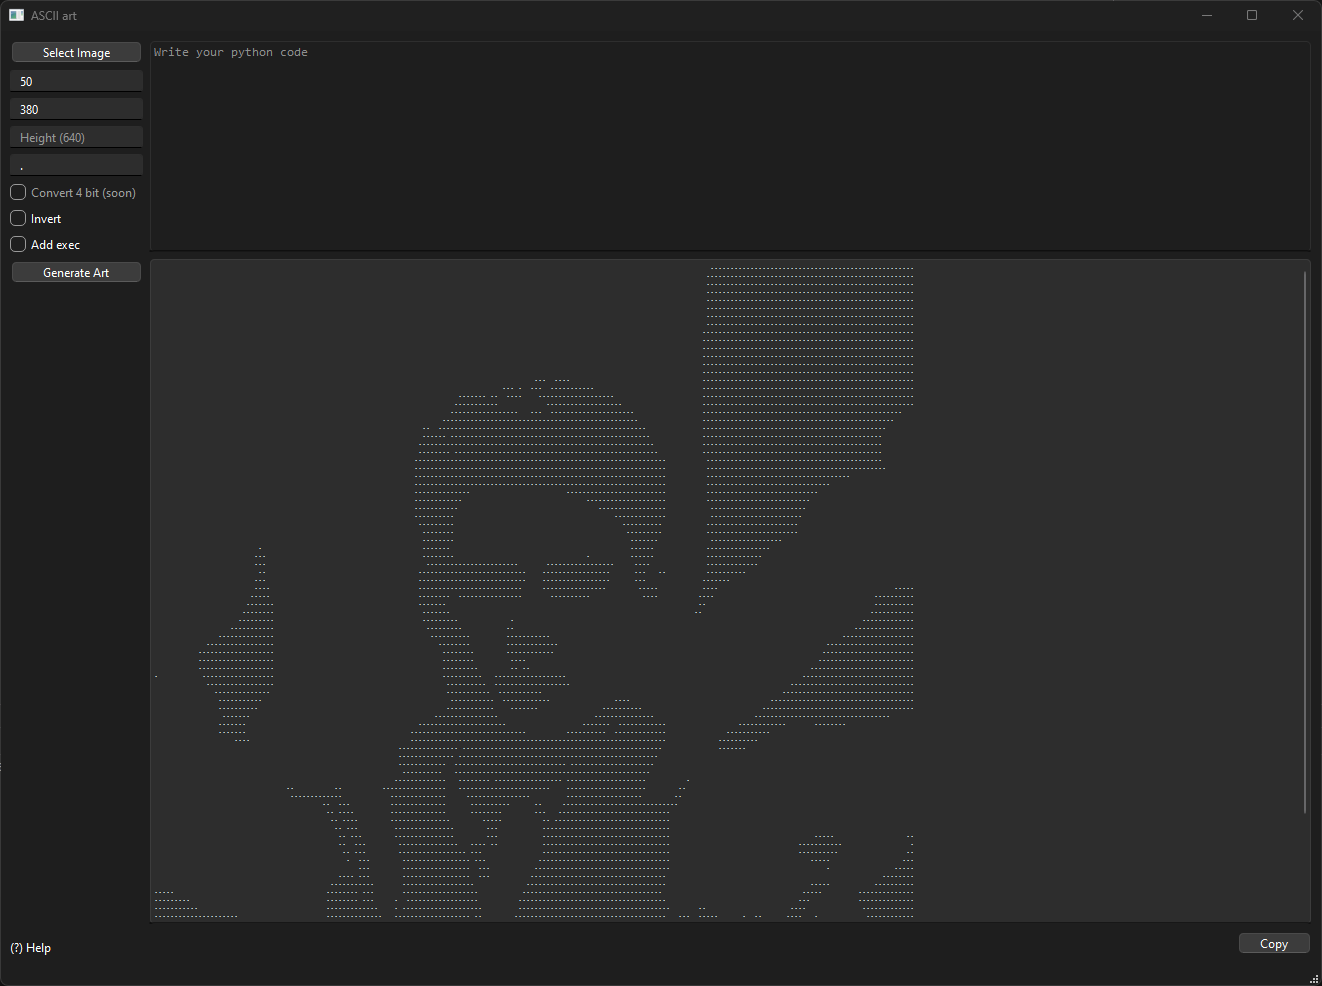 ASCII art
Select Image
50
380
Height (640)
.
Convert 4 bit (soon)
Invert
Add exec
Generate Art
Write your python code
(?) Help
Copy